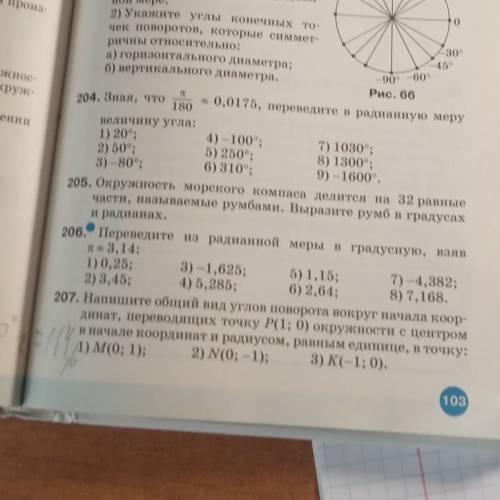 ной мере.
2) Укажите углы конечных то-
чек поворотов, которые симмет-
ричны относительно:
а) горизонтального диаметра;
б) вертикального диаметра.
0
-30°
-45°
-60°
-90°
Рис. 66
204. Зная, что π/180 ≈ 0,0175, переведите в радианную меру
величину угла:
1) 20°; 4) -100°; 7) 1030°;
2) 50°; 5) 250°; 8) 1300°;
3) -80°; 6) 310°; 9) -1600°.
205. Окружность морского компаса делится на 32 равные
части, называемые румбами. Выразите румб в градусах
и радианах.
206. Переведите из радианной меры в градусную, взяв
π ≈ 3,14:
1) 0,25; 3) -1,625; 5) 1,15; 7) -4,382;
2) 3,45; 4) 5,285; 6) 2,64; 8) 7,168.
207. Напишите общий вид углов поворота вокруг начала коор-
динат, переводящих точку P(1; 0) окружности с центром
в начале координат и радиусом, равным единице, в точку:
1) M(0; 1); 2) N(0; -1); 3) K(-1; 0).
103